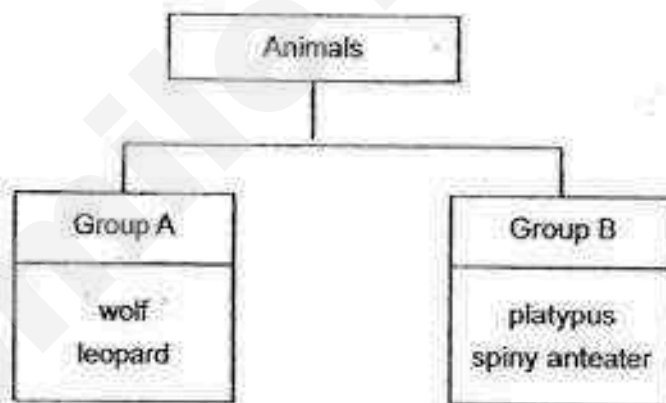 Animals
Group A
wolf
leopard
Group B
platypus
spiny anteater